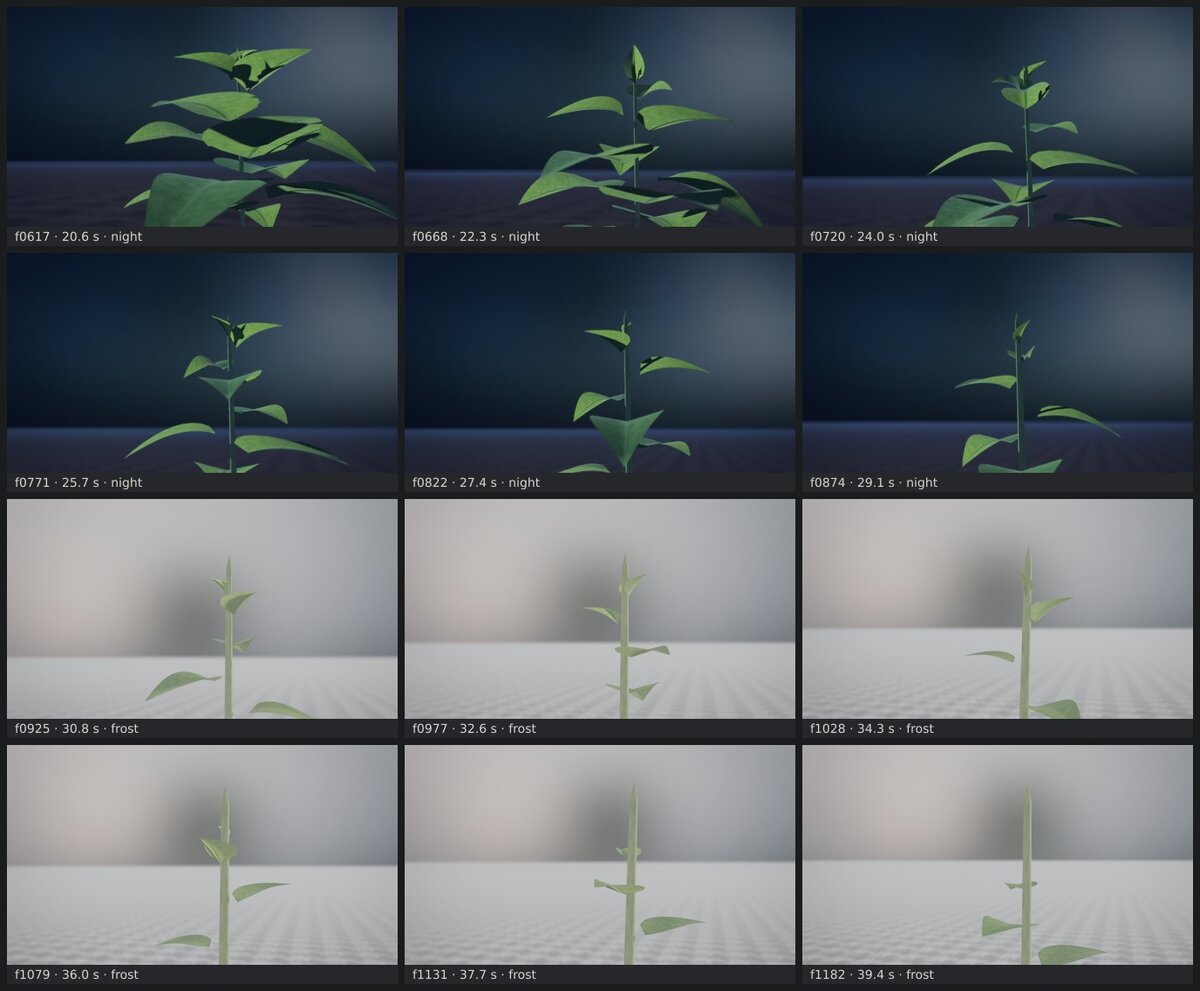 f0617 · 20.6 s · night
f0668 · 22.3 s · night
f0720 · 24.0 s · night
f0771 · 25.7 s · night
f0822 · 27.4 s · night
f0874 · 29.1 s · night
f0925 · 30.8 s · frost
f0977 · 32.6 s · frost
f1028 · 34.3 s · frost
f1079 · 36.0 s · frost
f1131 · 37.7 s · frost
f1182 · 39.4 s · frost